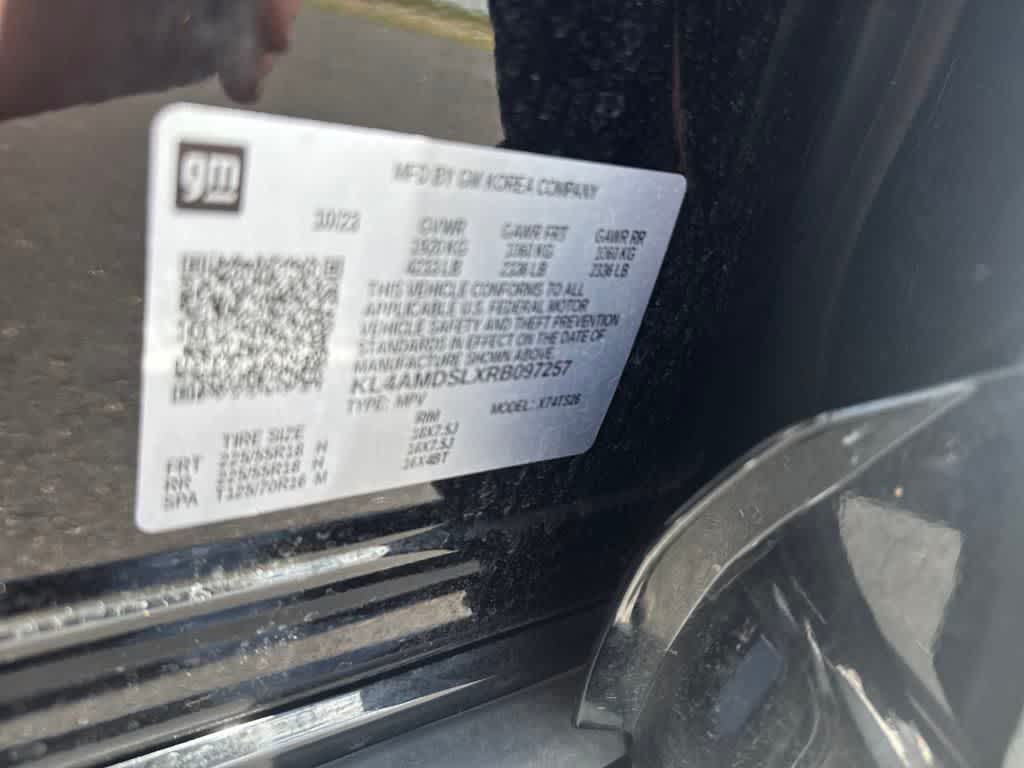 gm
MFD BY GM KOREA COMPANY
10/23 GVWR GAWR FRT GAWR RR
1920 KG 1060 KG 1060 KG
4233 LB 2336 LB 2336 LB
THIS VEHICLE CONFORMS TO ALL
APPLICABLE U.S. FEDERAL MOTOR
VEHICLE SAFETY AND THEFT PREVENTION
STANDARDS IN EFFECT ON THE DATE OF
MANUFACTURE SHOWN ABOVE.
KL4AMDSLXRB097257
TYPE: MPV MODEL: X74TS26
TIRE SIZE RIM
FRT 225/55R18 H 18X7.5J
RR 225/55R18 H 18X7.5J
SPA T125/70R16 M 16X4BT